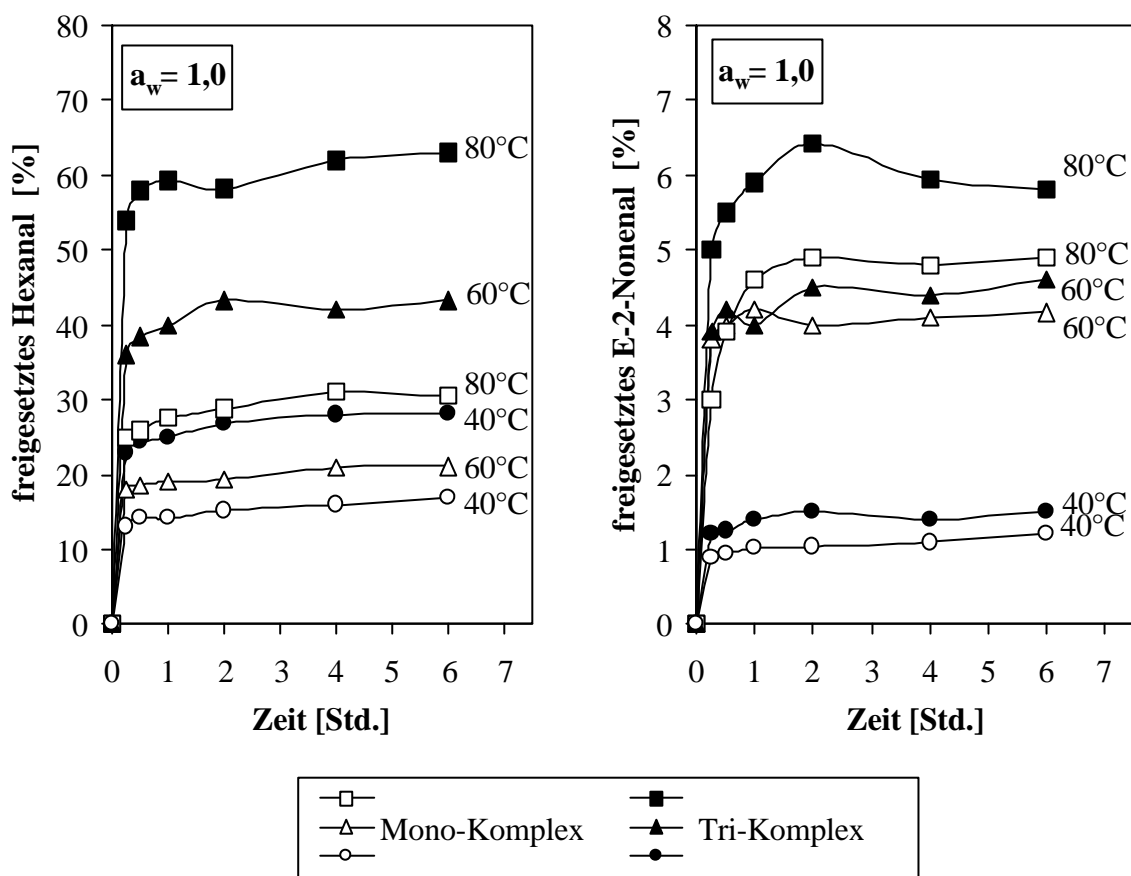 80
70
60
50
40
30
20
10
0
freigesetztes Hexanal [%]
aw= 1,0
80°C
60°C
80°C
40°C
60°C
40°C
0 1 2 3 4 5 6 7
Zeit [Std.]
8
7
6
5
4
3
2
1
0
freigesetztes E-2-Nonenal [%]
aw= 1,0
80°C
80°C
60°C
60°C
40°C
40°C
0 1 2 3 4 5 6 7
Zeit [Std.]
Mono-Komplex Tri-Komplex